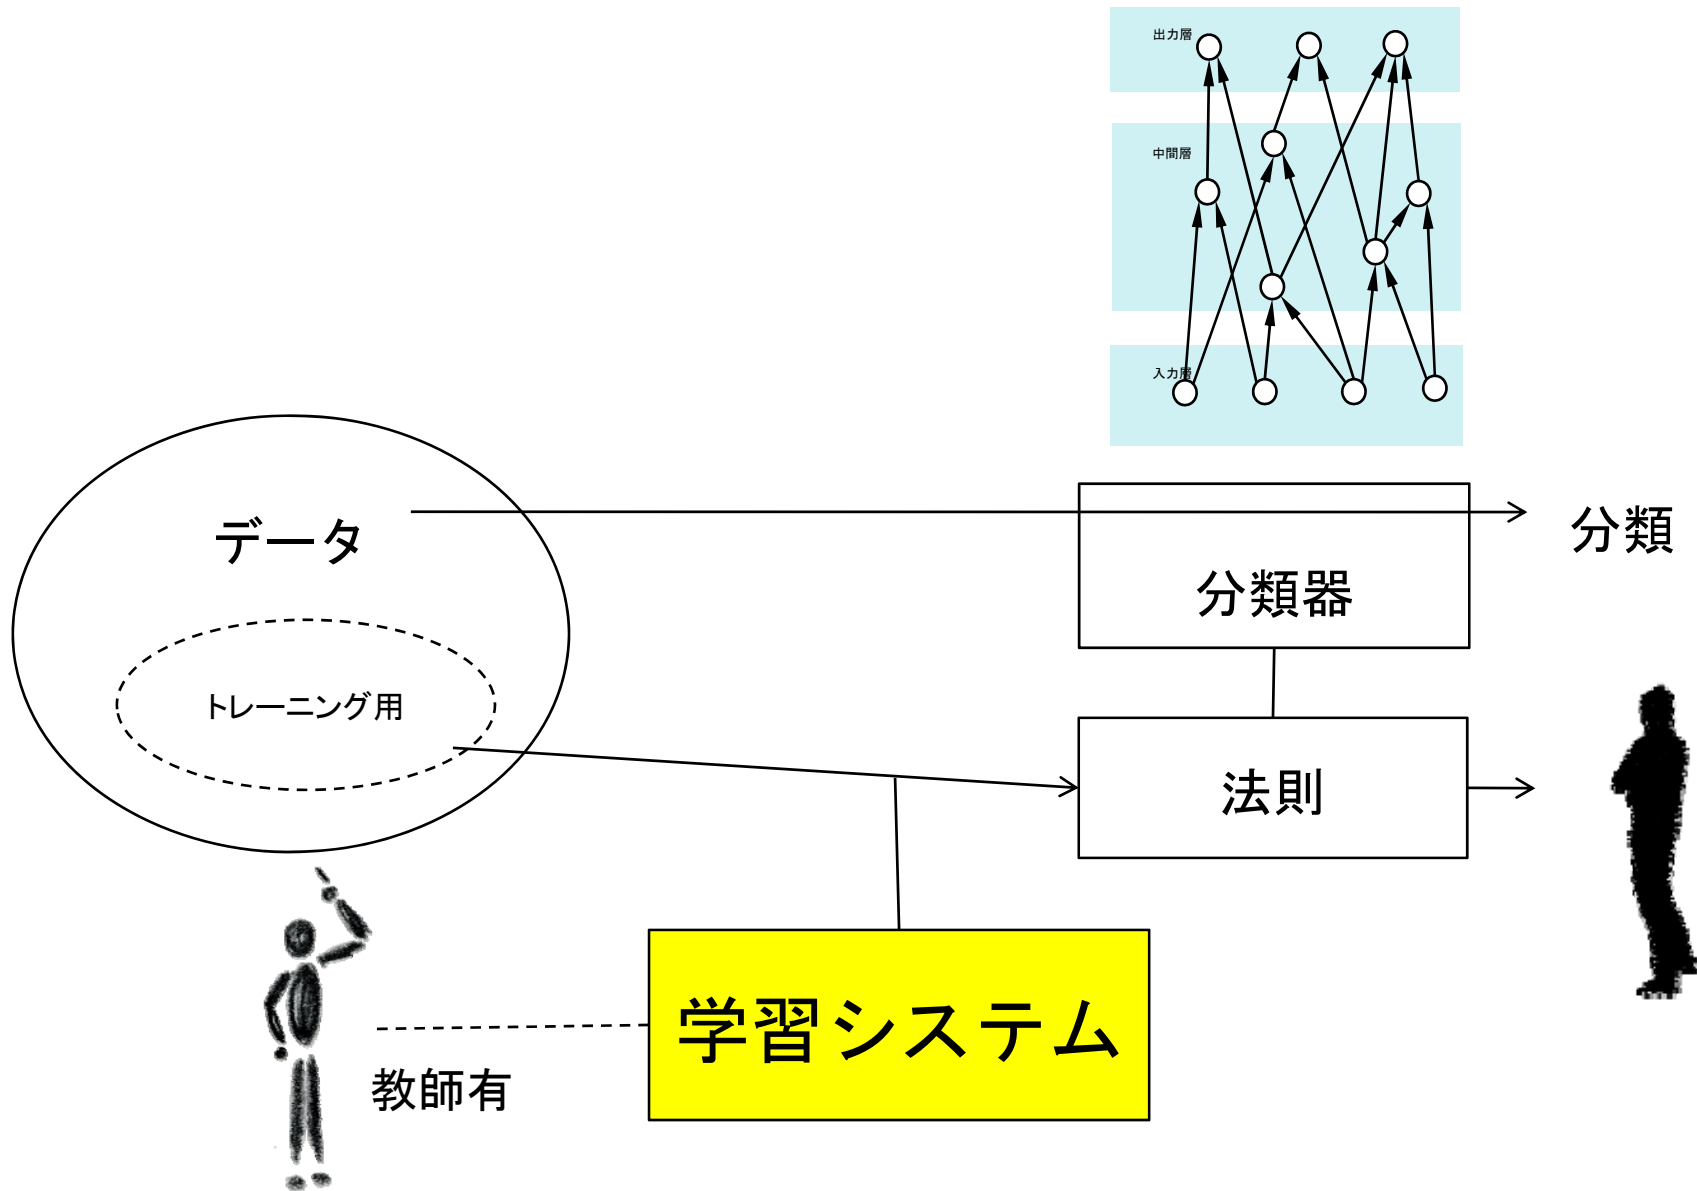 出力層
中間層
入力層
データ
分類
分類器
トレーニング用
法則
学習システム
教師有